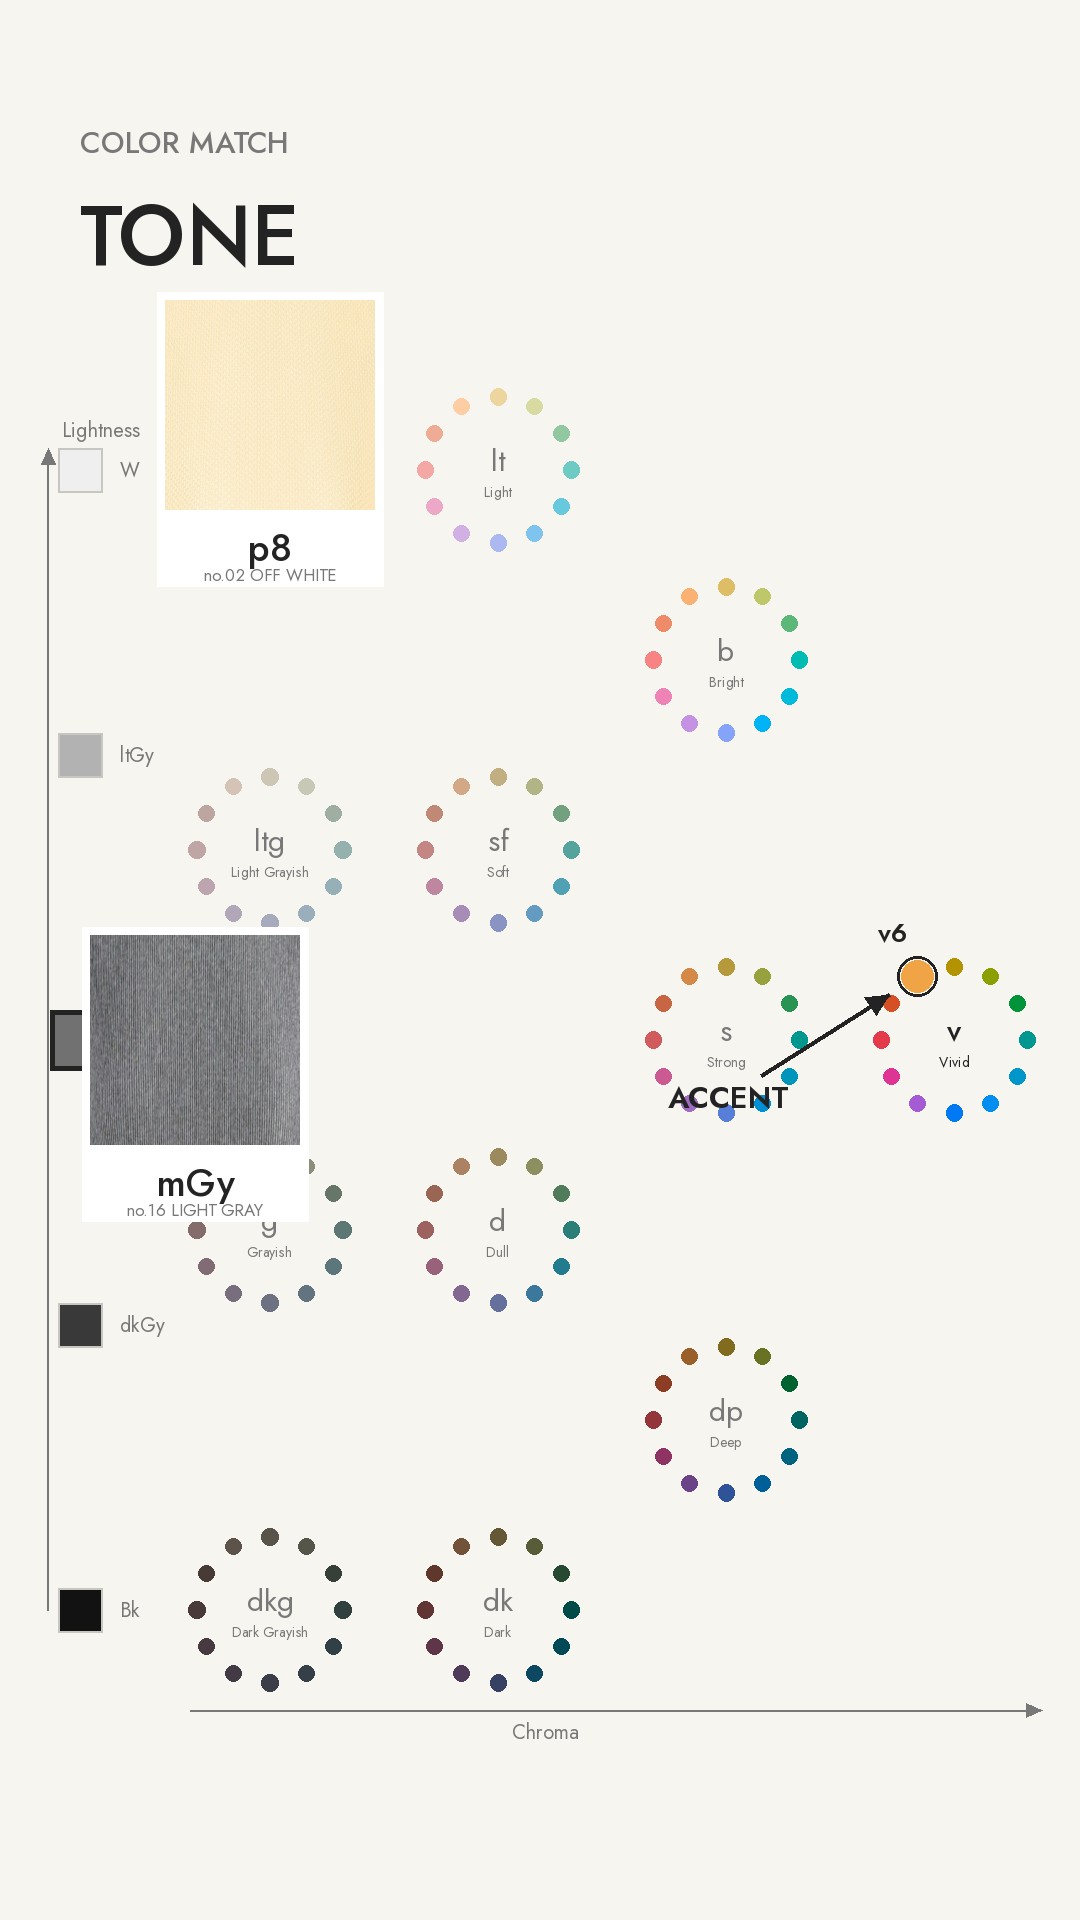 COLOR MATCH
TONE
Lightness
W
p8
no.02 OFF WHITE
lt
Light
b
Bright
ltGy
ltg
Light Grayish
sf
Soft
v6
s
Strong
v
Vivid
ACCENT
mGy
no.16 LIGHT GRAY
g
Grayish
d
Dull
dkGy
dp
Deep
Bk
dkg
Dark Grayish
dk
Dark
Chroma